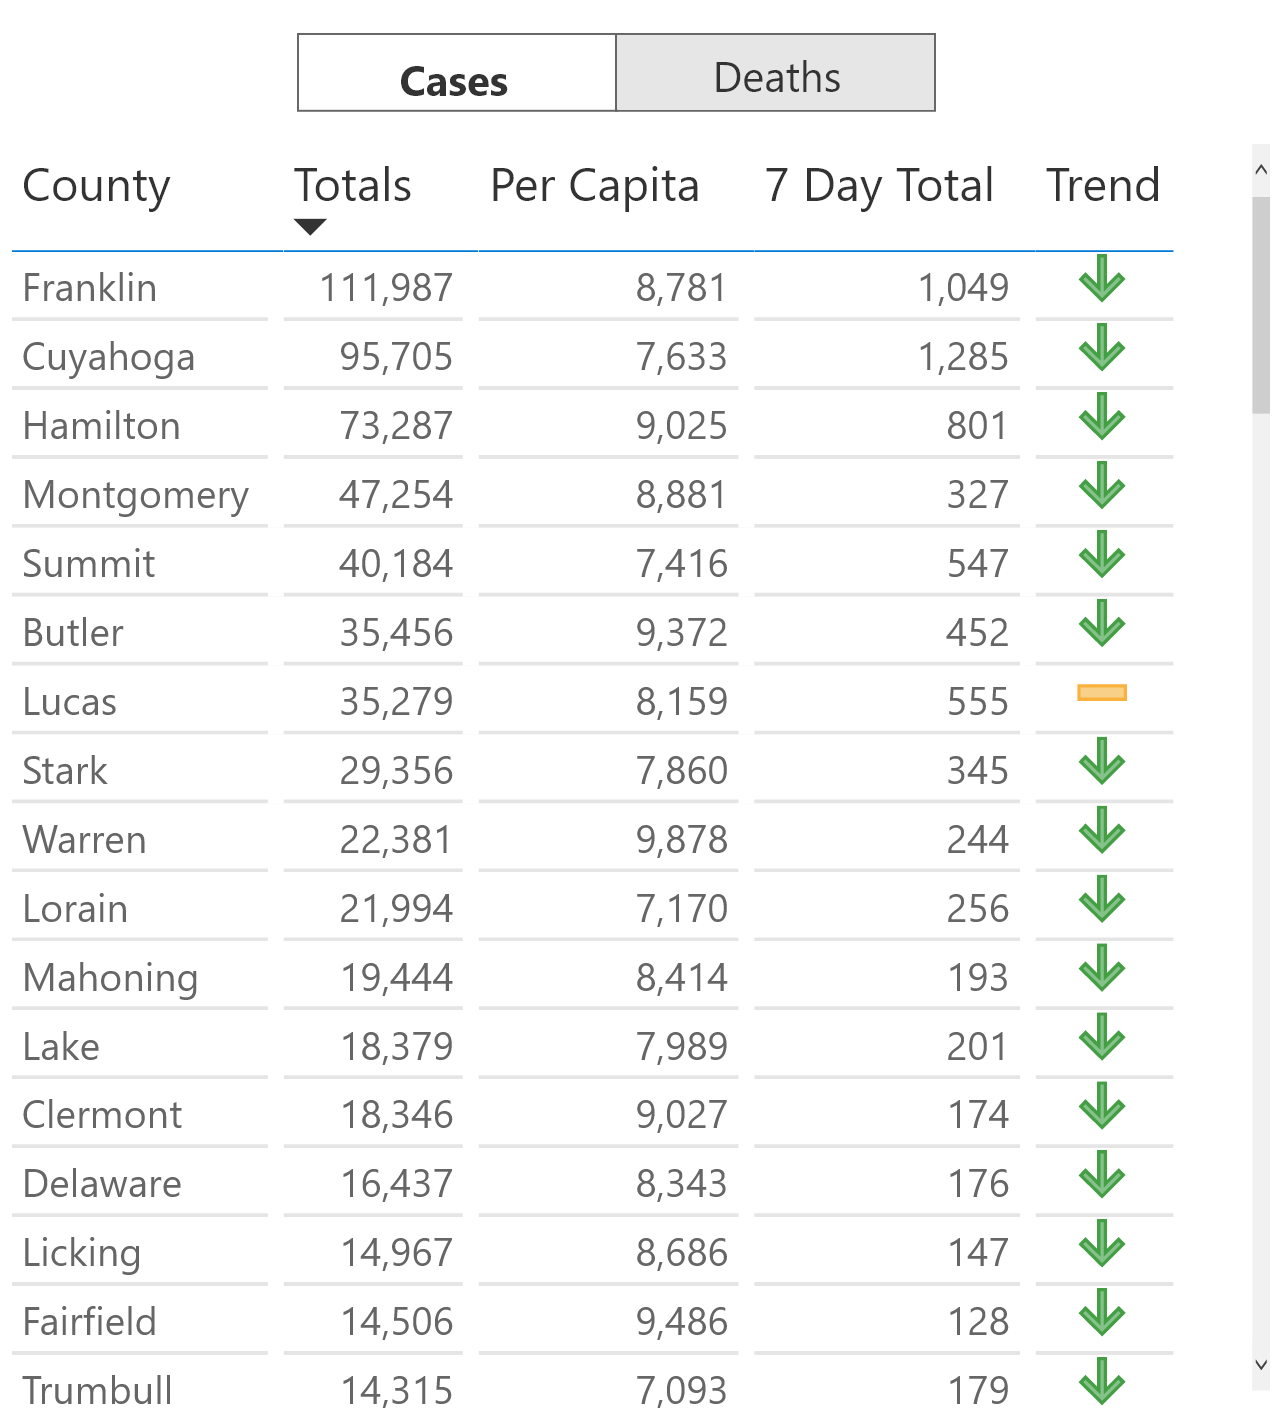 Cases Deaths
County Totals Per Capita 7 Day Total Trend
Franklin 111,987 8,781 1,049
Cuyahoga 95,705 7,633 1,285
Hamilton 73,287 9,025 801
Montgomery 47,254 8,881 327
Summit 40,184 7,416 547
Butler 35,456 9,372 452
Lucas 35,279 8,159 555
Stark 29,356 7,860 345
Warren 22,381 9,878 244
Lorain 21,994 7,170 256
Mahoning 19,444 8,414 193
Lake 18,379 7,989 201
Clermont 18,346 9,027 174
Delaware 16,437 8,343 176
Licking 14,967 8,686 147
Fairfield 14,506 9,486 128
Trumbull 14,315 7,093 179